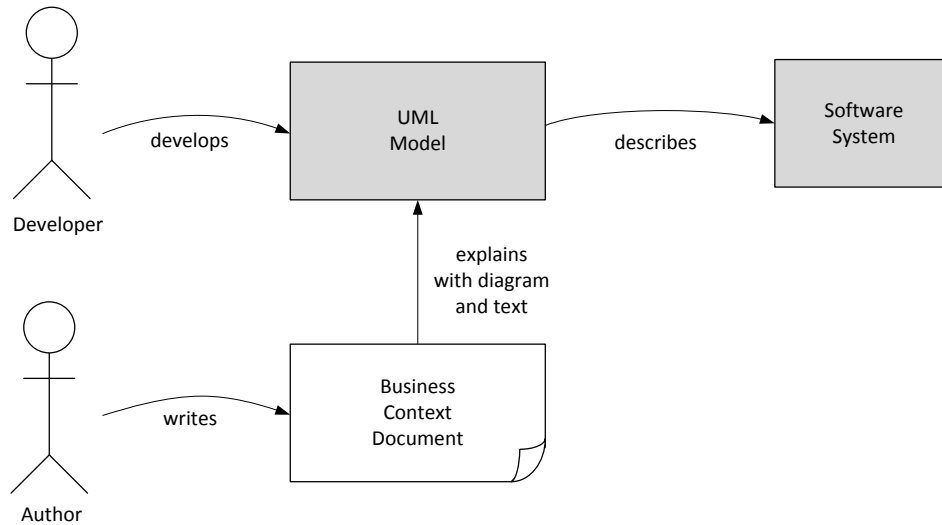 develops
UML
Model
describes
Software
System
Developer
explains
with diagram
and text
writes
Business
Context
Document
Author